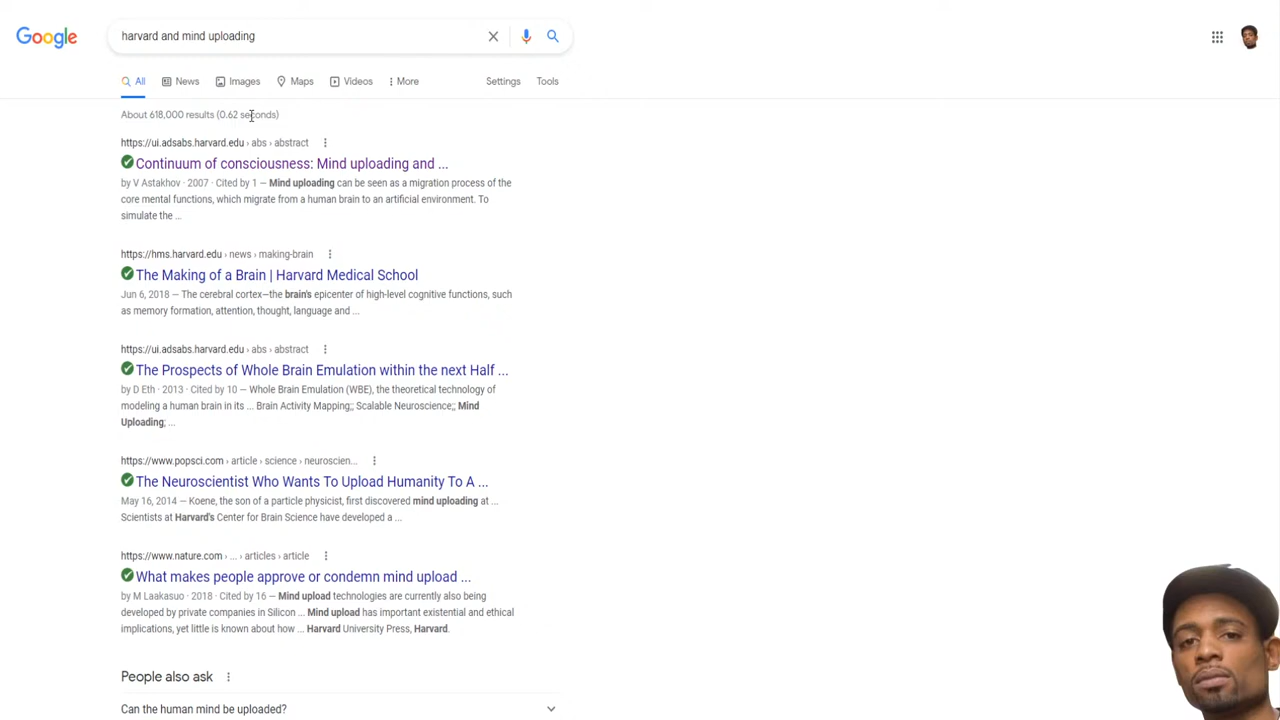 Google
harvard and mind uploading
All News Images Maps Videos More Settings Tools
About 618,000 results (0.62 seconds)
https://ui.adsabs.harvard.edu › abs › abstract
Continuum of consciousness: Mind uploading and ...
by V Astakhov · 2007 · Cited by 1 — Mind uploading can be seen as a migration process of the
core mental functions, which migrate from a human brain to an artificial environment. To
simulate the ...
https://hms.harvard.edu › news › making-brain
The Making of a Brain | Harvard Medical School
Jun 6, 2018 — The cerebral cortex—the brain's epicenter of high-level cognitive functions, such
as memory formation, attention, thought, language and ...
https://ui.adsabs.harvard.edu › abs › abstract
The Prospects of Whole Brain Emulation within the next Half ...
by D Eth · 2013 · Cited by 10 — Whole Brain Emulation (WBE), the theoretical technology of
modeling a human brain in its ... Brain Activity Mapping;; Scalable Neuroscience;; Mind
Uploading; ...
https://www.popsci.com › article › science › neuroscien...
The Neuroscientist Who Wants To Upload Humanity To A ...
May 16, 2014 — Koene, the son of a particle physicist, first discovered mind uploading at ...
Scientists at Harvard's Center for Brain Science have developed a ...
https://www.nature.com › ... › articles › article
What makes people approve or condemn mind upload ...
by M Laakasuo · 2018 · Cited by 16 — Mind upload technologies are currently also being
developed by private companies in Silicon ... Mind upload has important existential and ethical
implications, yet little is known about how ... Harvard University Press, Harvard.
People also ask
Can the human mind be uploaded?